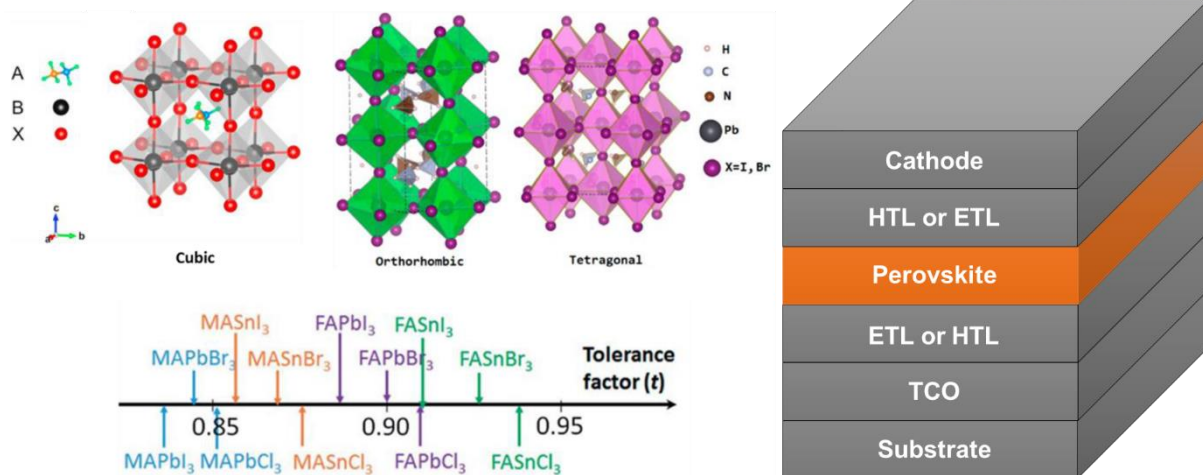 A
B
X
c
a
b
Cubic
Orthorhombic
Tetragonal
H
C
N
Pb
X=I,Br
MASnI₃
FAPbI₃
FASnI₃
MAPbBr₃
MASnBr₃
FAPbBr₃
FASnBr₃
Tolerance
factor (t)
0.85
0.90
0.95
MAPbI₃
MAPbCl₃
MASnCl₃
FAPbCl₃
FASnCl₃
Cathode
HTL or ETL
Perovskite
ETL or HTL
TCO
Substrate